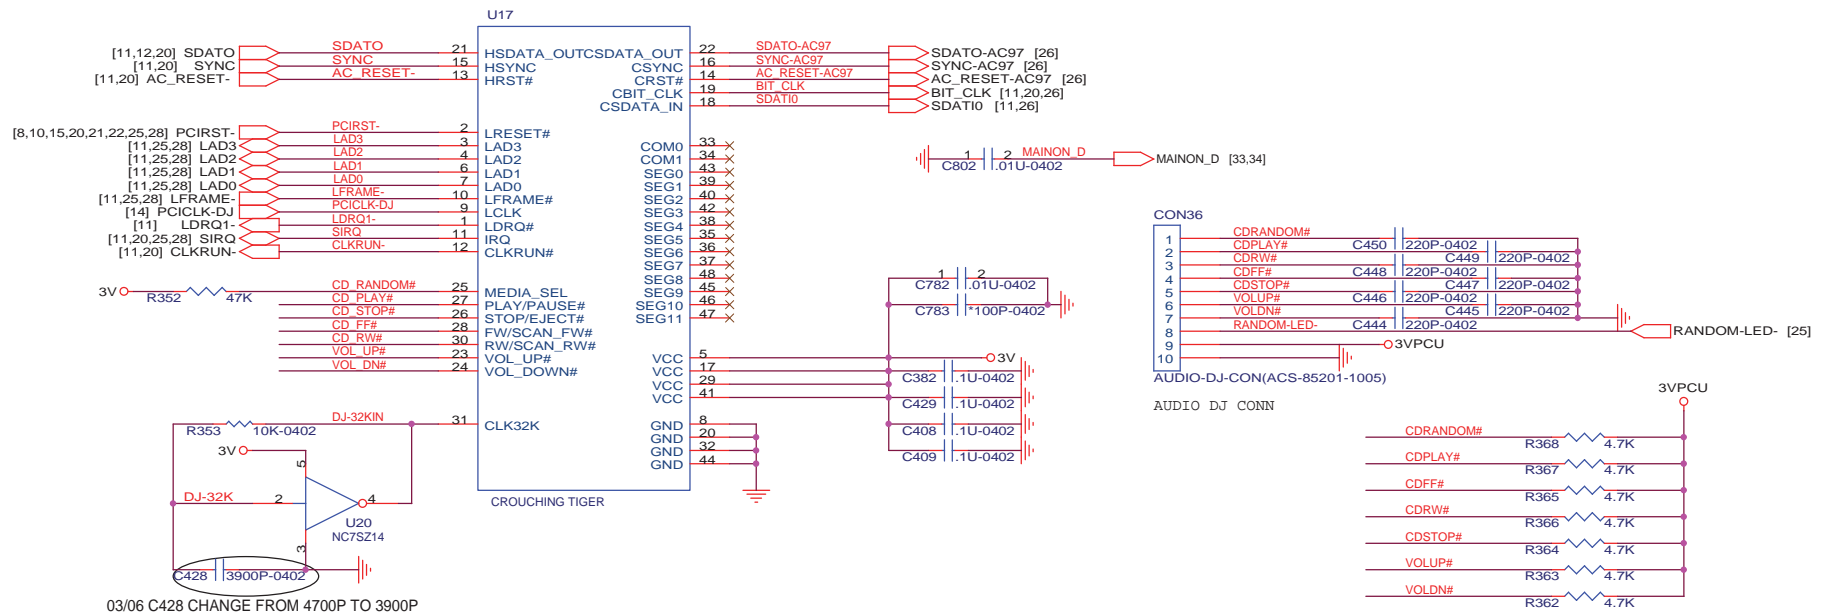 U17
[11,12,20] SDATO SDATO 21 HSDATA_OUT CSDATA_OUT 22 SDATO-AC97 SDATO-AC97 [26]
[11,20] SYNC SYNC 15 HSYNC CSYNC 16 SYNC-AC97 SYNC-AC97 [26]
[11,20] AC_RESET- AC_RESET- 13 HRST# CRST# 14 AC_RESET-AC97 AC_RESET-AC97 [26]
CBIT_CLK 19 BIT_CLK BIT_CLK [11,20,26]
CSDATA_IN 18 SDATI0 SDATI0 [11,26]
[8,10,15,20,21,22,25,28] PCIRST- PCIRST- 2 LRESET#
[11,25,28] LAD3 LAD3 3 LAD3 COM0 33
[11,25,28] LAD2 LAD2 4 LAD2 COM1 34
[11,25,28] LAD1 LAD1 6 LAD1 SEG0 43
[11,25,28] LAD0 LAD0 7 LAD0 SEG1 39
[11,25,28] LFRAME- LFRAME- 10 LFRAME# SEG2 40
[14] PCICLK-DJ PCICLK-DJ 9 LCLK SEG3 42
[11] LDRQ1- LDRQ1- 1 LDRQ# SEG4 38
[11,20,25,28] SIRQ SIRQ 11 IRQ SEG5 35
[11,20] CLKRUN- CLKRUN- 12 CLKRUN# SEG6 36
SEG7 37
SEG8 48
SEG9 45
SEG10 46
SEG11 47
3V R352 47K CD_RANDOM# 25 MEDIA_SEL
CD_PLAY# 27 PLAY/PAUSE#
CD_STOP# 26 STOP/EJECT#
CD_FF# 28 FW/SCAN_FW#
CD_RW# 30 RW/SCAN_RW#
VOL_UP# 23 VOL_UP#
VOL_DN# 24 VOL_DOWN#
VCC 5 3V
VCC 17
VCC 29
VCC 41
R353 10K-0402 DJ-32KIN 31 CLK32K
GND 8
GND 20
GND 32
GND 44
CROUCHING TIGER
3V 5
DJ-32K 2 4
U20
NC7SZ14
3
C428 3900P-0402
03/06 C428 CHANGE FROM 4700P TO 3900P
1 2 MAINON_D MAINON_D [33,34]
C802 .01U-0402
1 2
C782 .01U-0402
C783 *100P-0402
C382 .1U-0402
C429 .1U-0402
C408 .1U-0402
C409 .1U-0402
CON36
1 CDRANDOM# C450 220P-0402
2 CDPLAY# C449 220P-0402
3 CDRW# C448 220P-0402
4 CDFF# C447 220P-0402
5 CDSTOP# C446 220P-0402
6 VOLUP# C445 220P-0402
7 VOLDN# C444 220P-0402
8 RANDOM-LED- RANDOM-LED- [25]
9 3VPCU
10
AUDIO-DJ-CON(ACS-85201-1005)
AUDIO DJ CONN
3VPCU
CDRANDOM# R368 4.7K
CDPLAY# R367 4.7K
CDFF# R365 4.7K
CDRW# R366 4.7K
CDSTOP# R364 4.7K
VOLUP# R363 4.7K
VOLDN# R362 4.7K